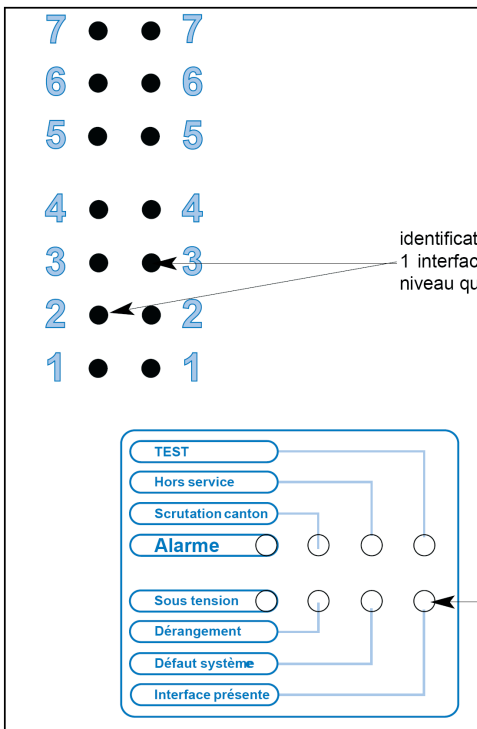 7 7
6 6
5 5
4 4
3 3
2 2
1 1
identificat
1 interfac
niveau qu
TEST
Hors service
Scrutation canton
Alarme
Sous tension
Dérangement
Défaut système
Interface présente